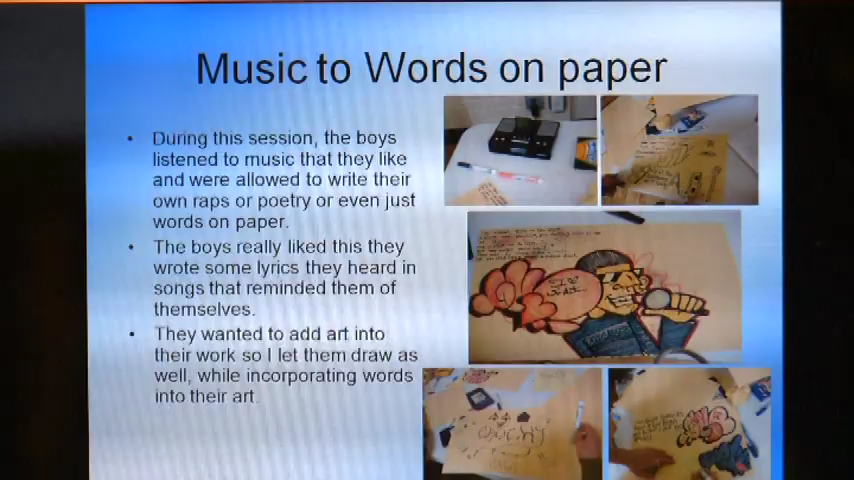 Music to Words on paper
• During this session, the boys
listened to music that they like
and were allowed to write their
own raps or poetry or even just
words on paper.
• The boys really liked this they
wrote some lyrics they heard in
songs that reminded them of
themselves.
• They wanted to add art into
their work so I let them draw as
well, while incorporating words
into their art.